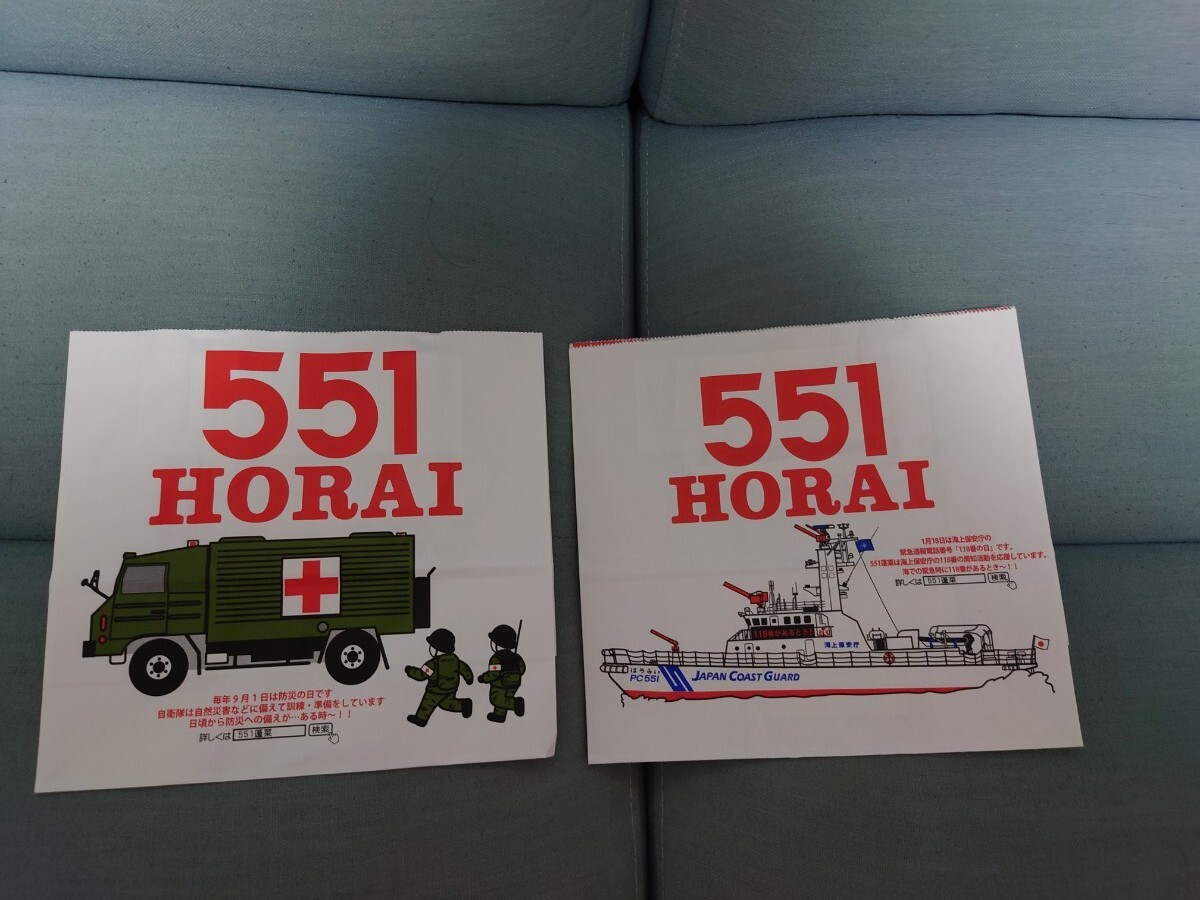 551
HORAI
毎年9月1日は防災の日です
自衛隊は自然災害などに備えて訓練・準備をしています
日頃から防災への備えが…ある時〜！！
詳しくは 551蓬莱 検索
551
HORAI
1月18日は海上保安庁の
緊急通報電話番号「118番の日」です。
551蓬莱は海上保安庁の118番の周知活動を応援しています。
海での緊急時に118番があるとき〜！！
詳しくは 551蓬莱 検索
118番があるとき!
海上保安庁
ほうらい
PC551
JAPAN COAST GUARD